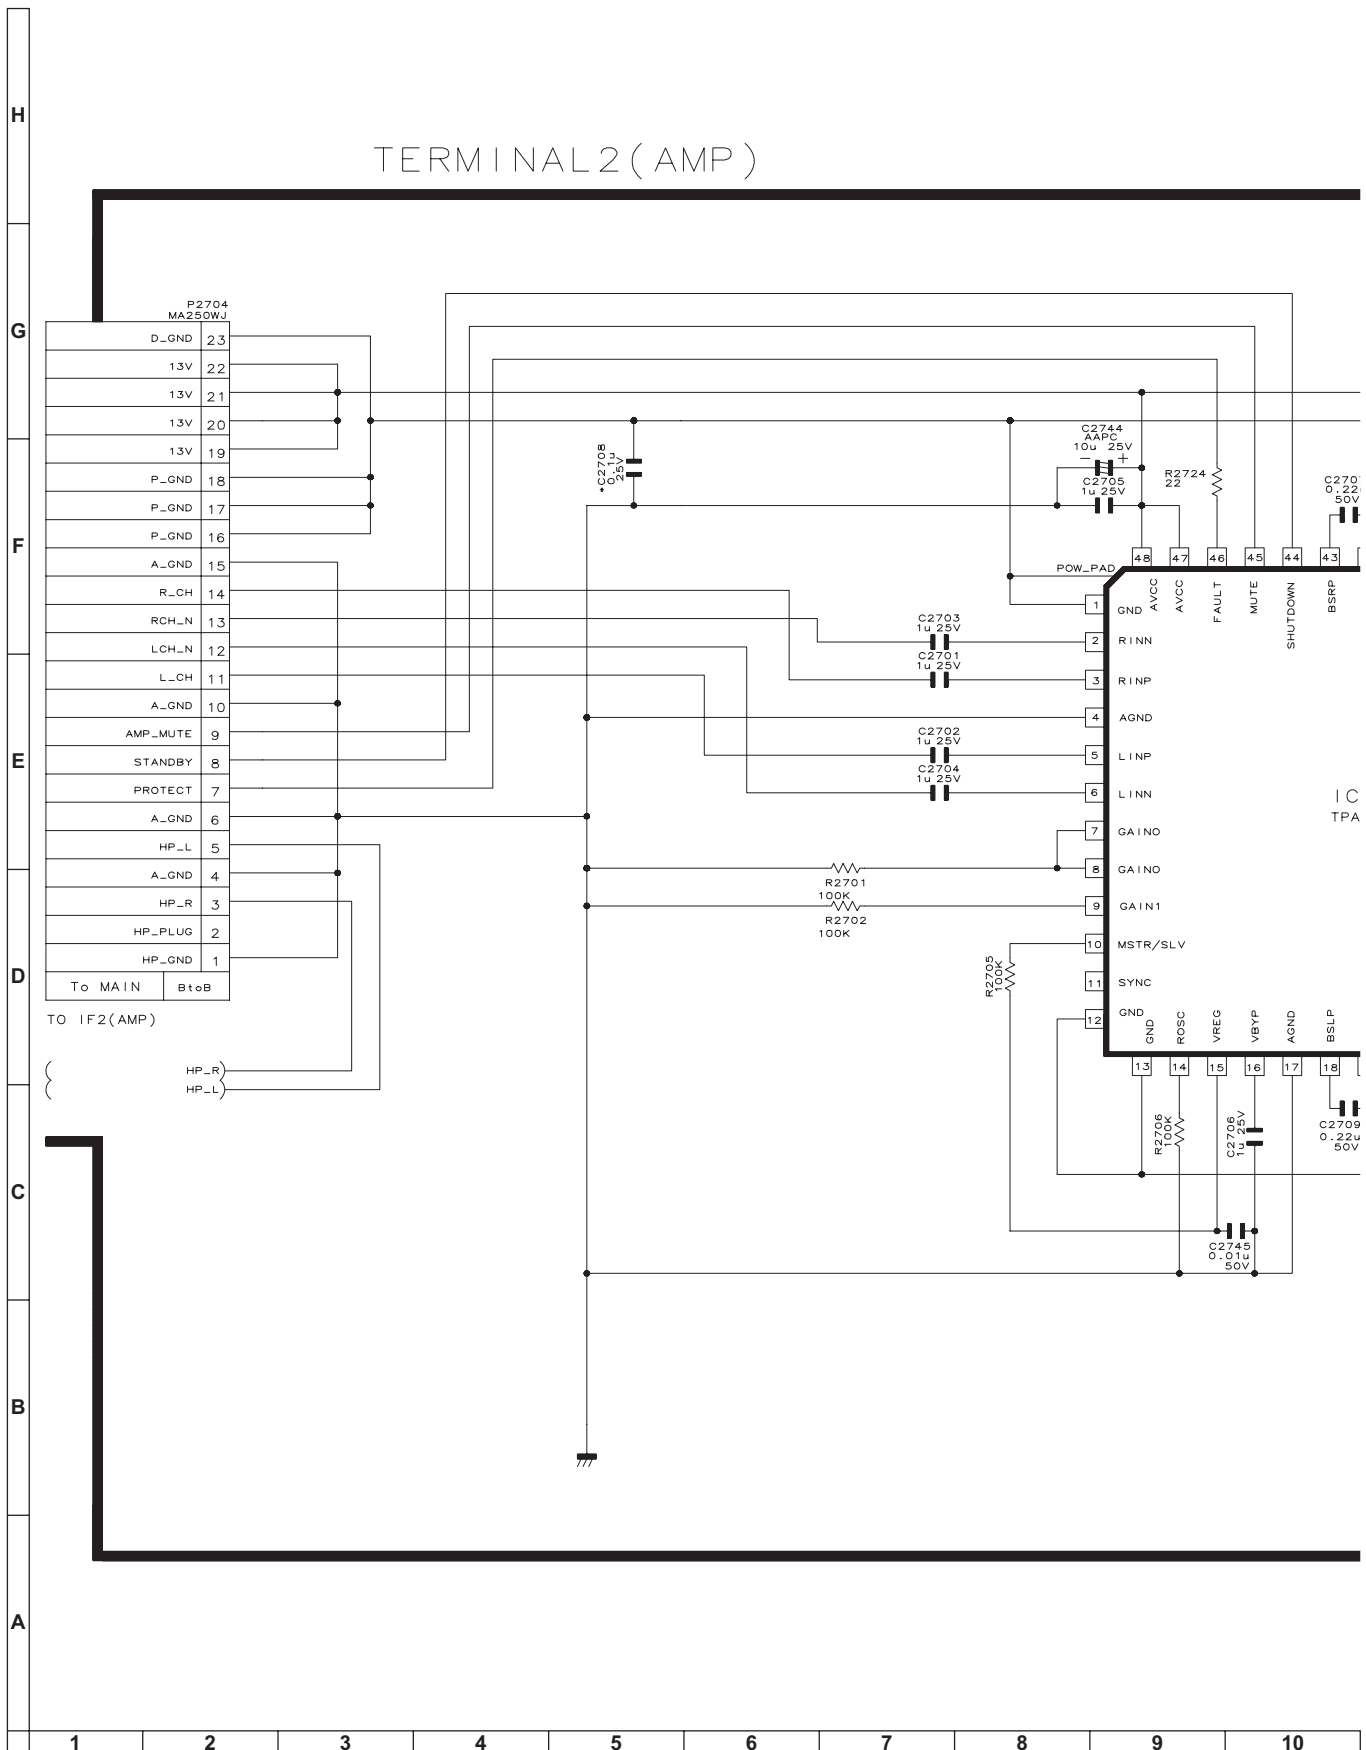 H
TERMINAL2(AMP)
G
P2704
MA250WJ
D_GND 23
13V 22
13V 21
13V 20
13V 19
P_GND 18
P_GND 17
P_GND 16
A_GND 15
R_CH 14
RCH_N 13
LCH_N 12
L_CH 11
A_GND 10
AMP_MUTE 9
STANDBY 8
PROTECT 7
A_GND 6
HP_L 5
A_GND 4
HP_R 3
HP_PLUG 2
HP_GND 1
To MAIN BtoB
TO IF2(AMP)
( HP_R)
( HP_L)
*C2708
0.1u
25V
C2744
AAPC
10u 25V
- +
C2705
1u 25V
R2724
22
0.22
50V
F
48 47 46 45 44 43
POW_PAD
AVCC
AVCC
FAULT
MUTE
SHUTDOWN
BSRP
1 GND
C2703
1u 25V
2 RINN
C2701
1u 25V
3 RINP
4 AGND
C2702
1u 25V
5 LINP
C2704
1u 25V
6 LINN
E
IC
TPA
7 GAIN0
8 GAIN0
R2701
100K
9 GAIN1
R2702
100K
10 MSTR/SLV
R2705
100K
11 SYNC
12 GND
D
GND
ROSC
VREG
VBYP
AGND
BSLP
13 14 15 16 17 18
R2706
100K
C2706
1u 25V
C2709
0.22u
50V
C
C2745
0.01u
50V
B
A
1 2 3 4 5 6 7 8 9 10